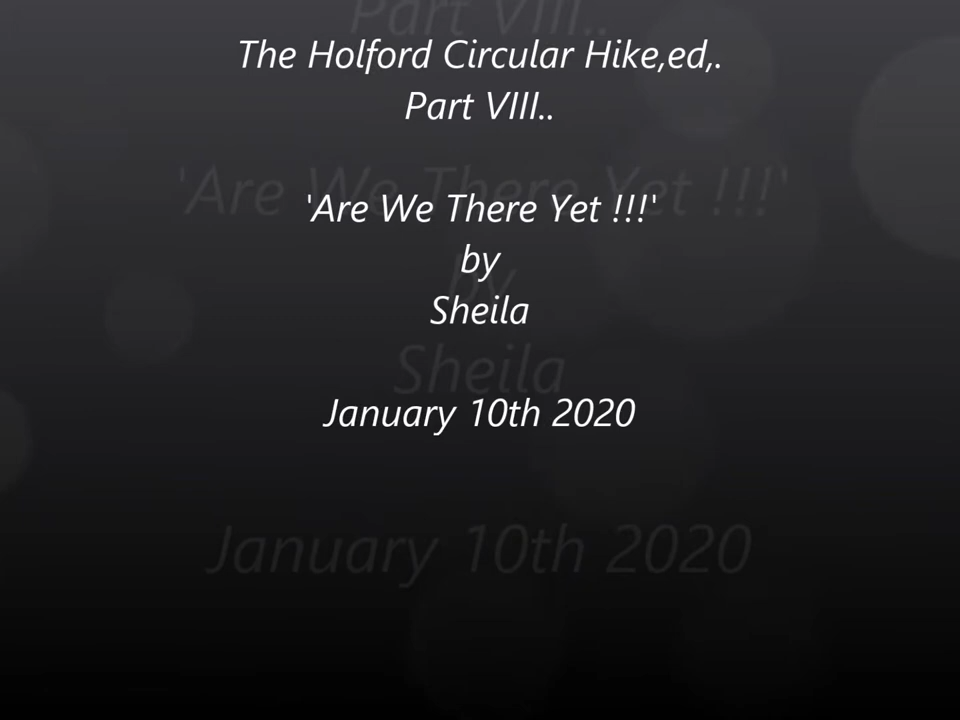 The Holford Circular Hike,ed,.
Part VIII..
'Are We There Yet !!!'
by
Sheila
January 10th 2020